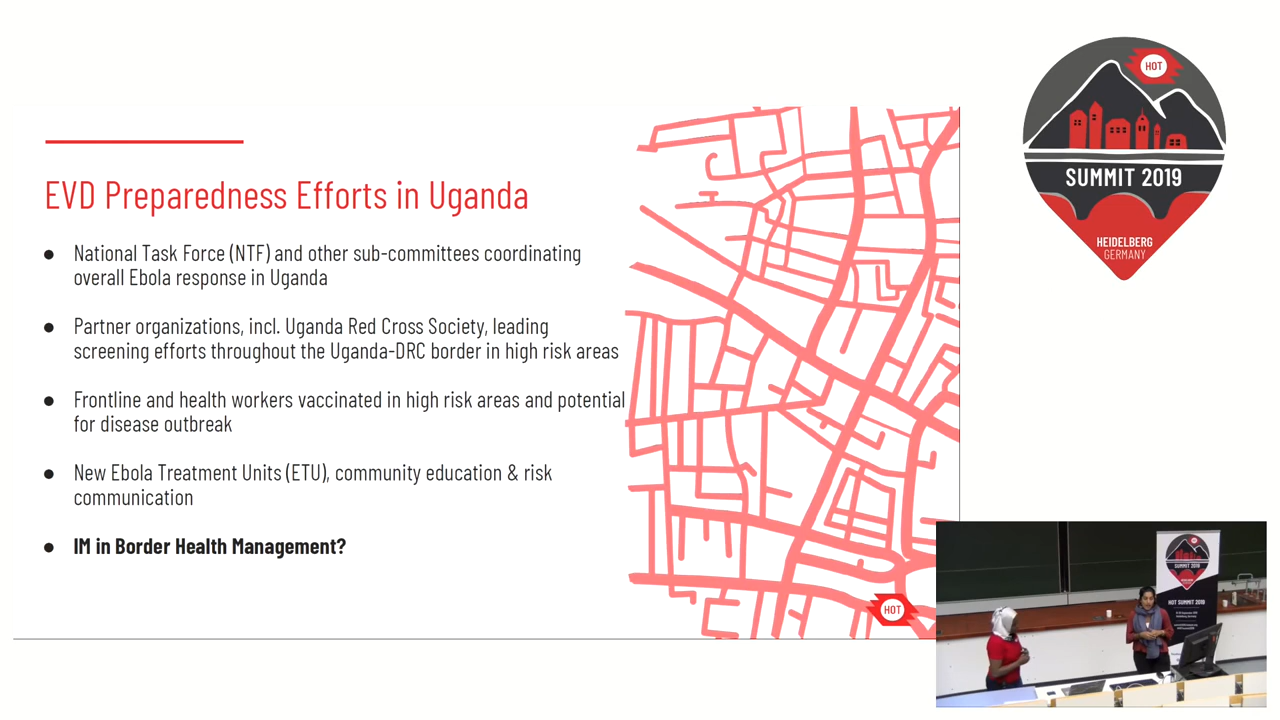 HOT
SUMMIT 2019
HEIDELBERG
GERMANY
EVD Preparedness Efforts in Uganda
● National Task Force (NTF) and other sub-committees coordinating
overall Ebola response in Uganda
● Partner organizations, incl. Uganda Red Cross Society, leading
screening efforts throughout the Uganda-DRC border in high risk areas
● Frontline and health workers vaccinated in high risk areas and potential
for disease outbreak
● New Ebola Treatment Units (ETU), community education & risk
communication
● IM in Border Health Management?
HOT
SUMMIT 2019
HOT SUMMIT 2019